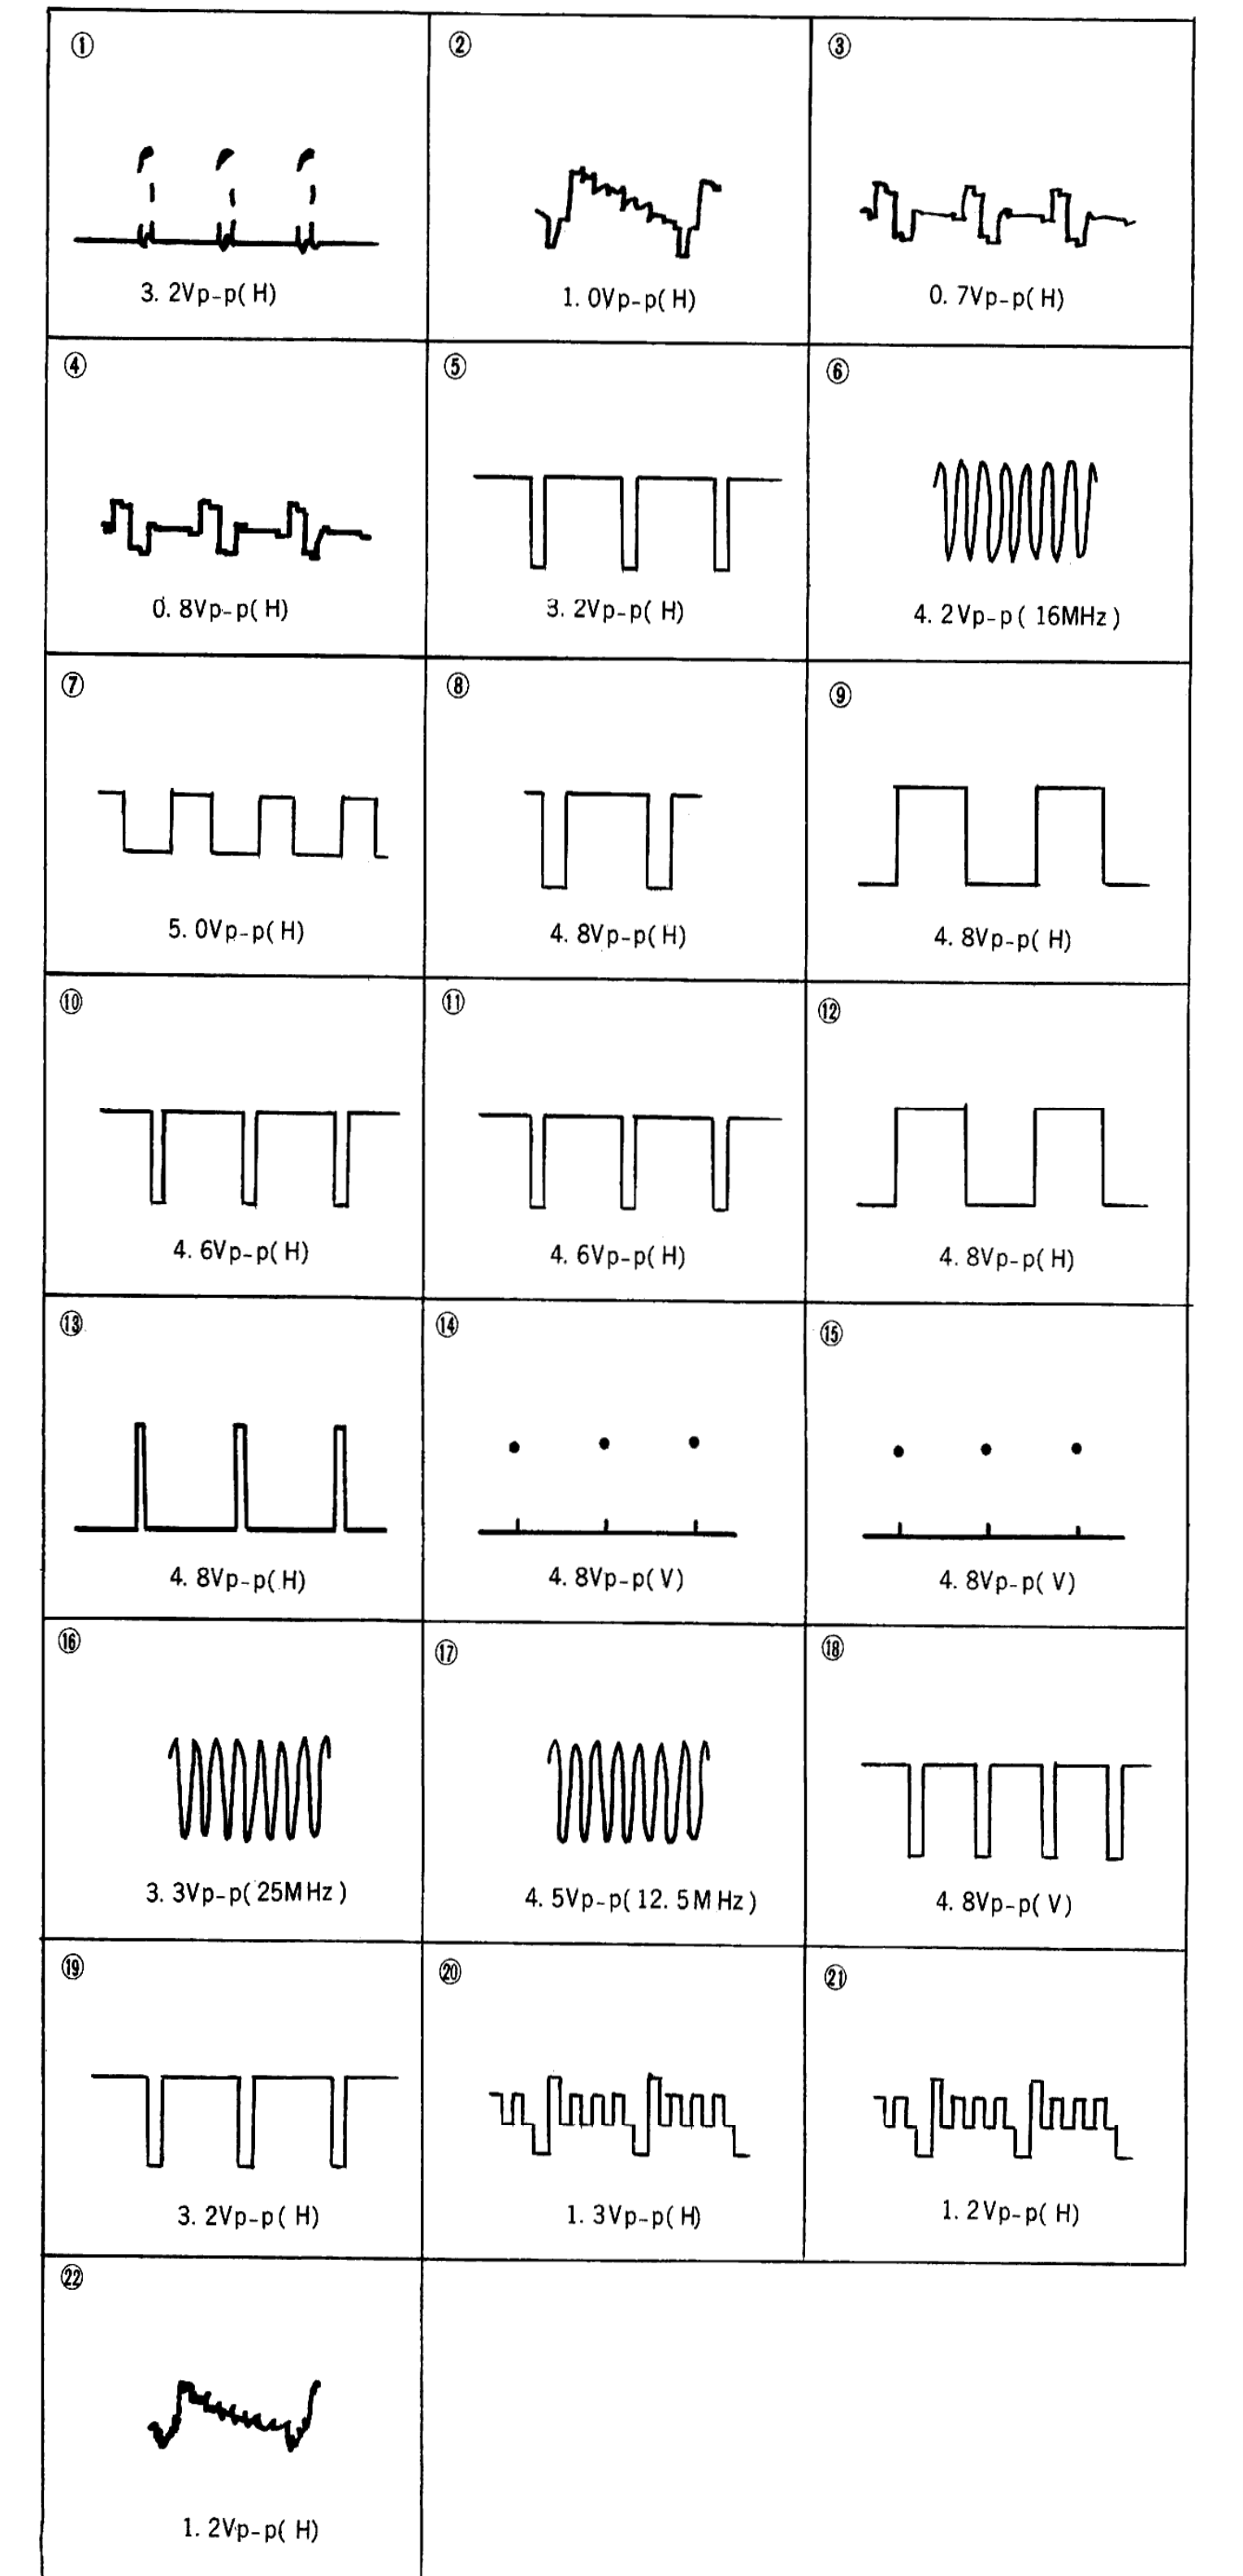 ①
3. 2Vp-p( H)
②
1. 0Vp-p( H)
③
0. 7Vp-p( H)
④
0. 8Vp-p( H)
⑤
3. 2Vp-p( H)
⑥
4. 2Vp-p ( 16MHz )
⑦
5. 0Vp-p( H)
⑧
4. 8Vp-p( H)
⑨
4. 8Vp-p( H)
⑩
4. 6Vp-p( H)
⑪
4. 6Vp-p( H)
⑫
4. 8Vp-p( H)
⑬
4. 8Vp-p( H)
⑭
4. 8Vp-p( V)
⑮
4. 8Vp-p( V)
⑯
3. 3Vp-p( 25MHz )
⑰
4. 5Vp-p( 12. 5MHz )
⑱
4. 8Vp-p( V)
⑲
3. 2Vp-p( H)
⑳
1. 3Vp-p( H)
㉑
1. 2Vp-p( H)
㉒
1. 2Vp-p( H)